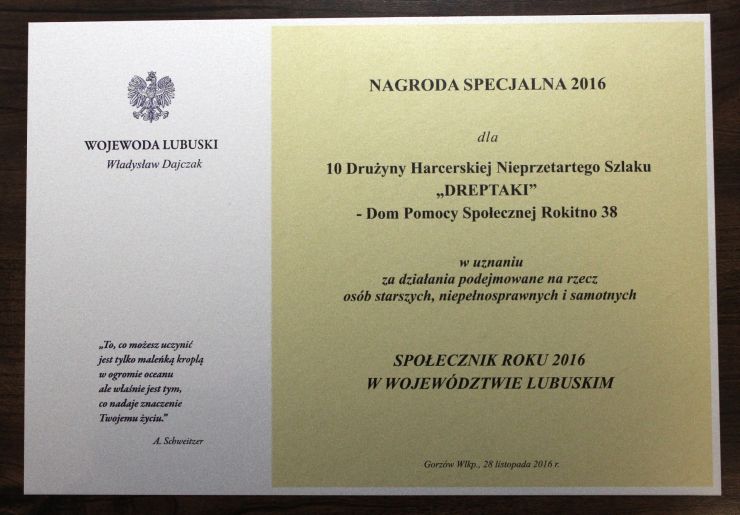 WOJEWODA LUBUSKI
Władysław Dajczak
„To, co możesz uczynić
jest tylko maleńką kroplą
w ogromie oceanu
ale właśnie jest tym,
co nadaje znaczenie
Twojemu życiu.”
A. Schweitzer
NAGRODA SPECJALNA 2016
dla
10 Drużyny Harcerskiej Nieprzetartego Szlaku
„DREPTAKI”
- Dom Pomocy Społecznej Rokitno 38
w uznaniu
za działania podejmowane na rzecz
osób starszych, niepełnosprawnych i samotnych
SPOŁECZNIK ROKU 2016
W WOJEWÓDZTWIE LUBUSKIM
Gorzów Wlkp., 28 listopada 2016 r.